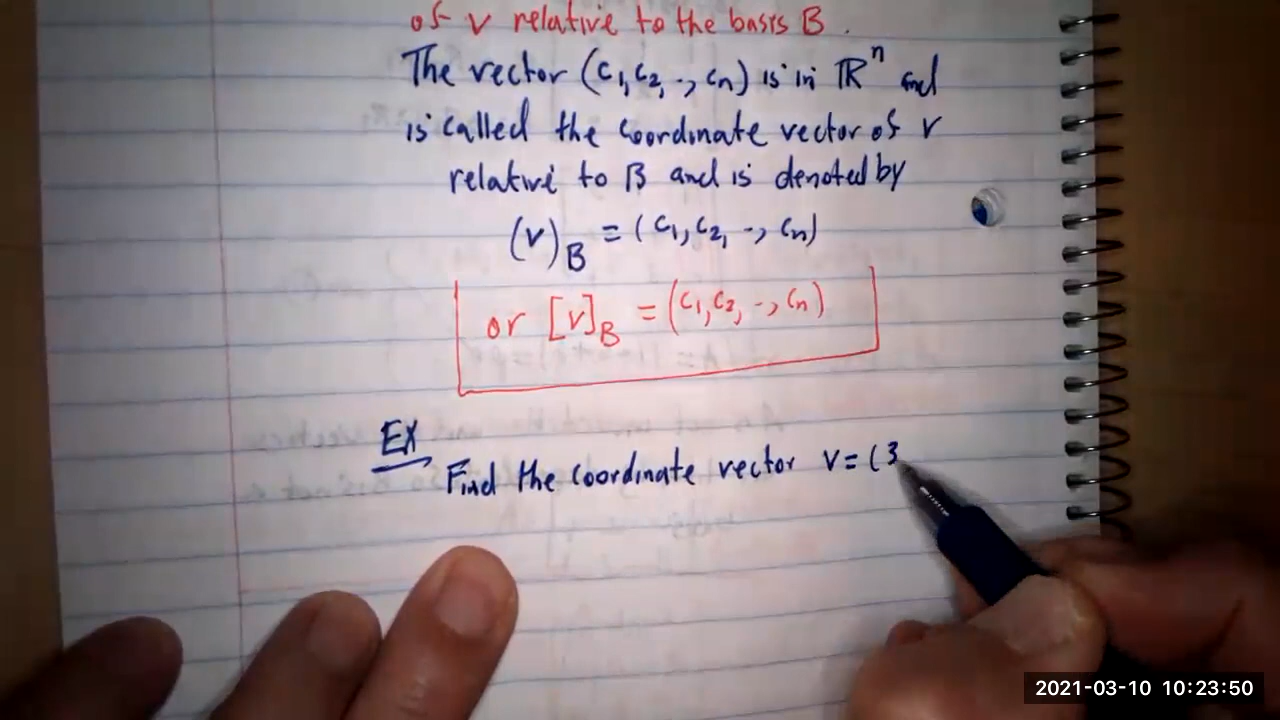 of v relative to the basis B.
The vector (c1, c2, .., cn) is in ℝ^n and
is called the coordinate vector of v
relative to B and is denoted by
(v)B = (c1, c2, .., cn)
or [v]B = (c1, c2, .., cn)
EX
Find the coordinate vector v = (3
2021-03-10 10:23:50